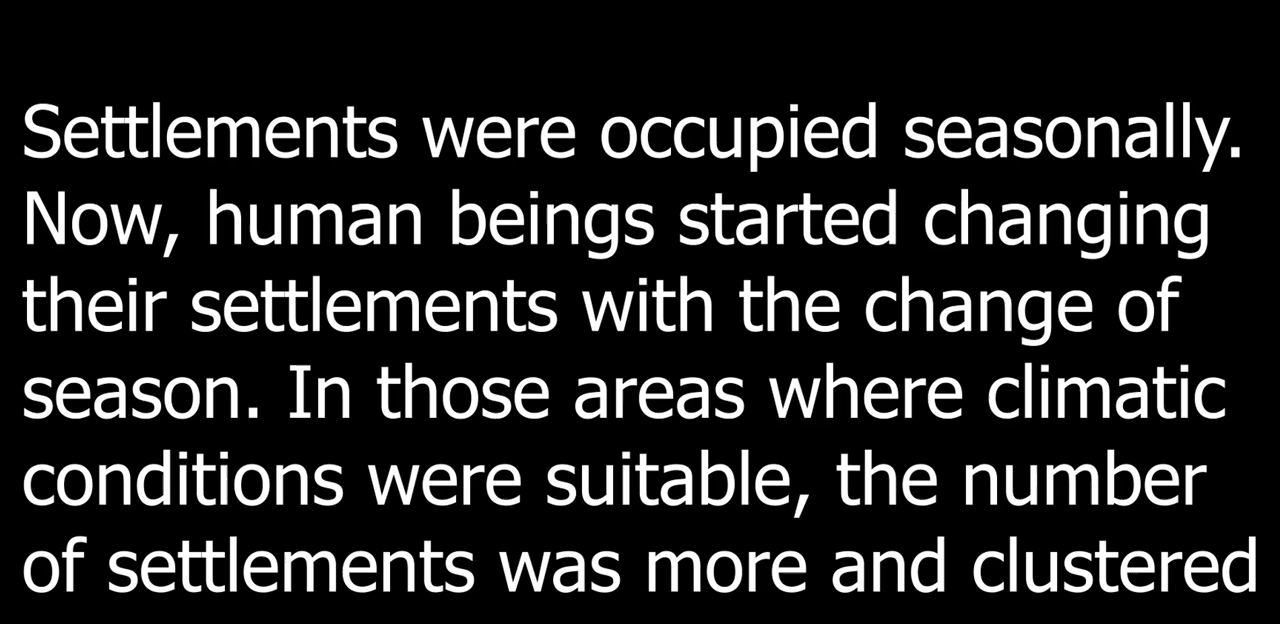 Settlements were occupied seasonally.
Now, human beings started changing
their settlements with the change of
season. In those areas where climatic
conditions were suitable, the number
of settlements was more and clustered